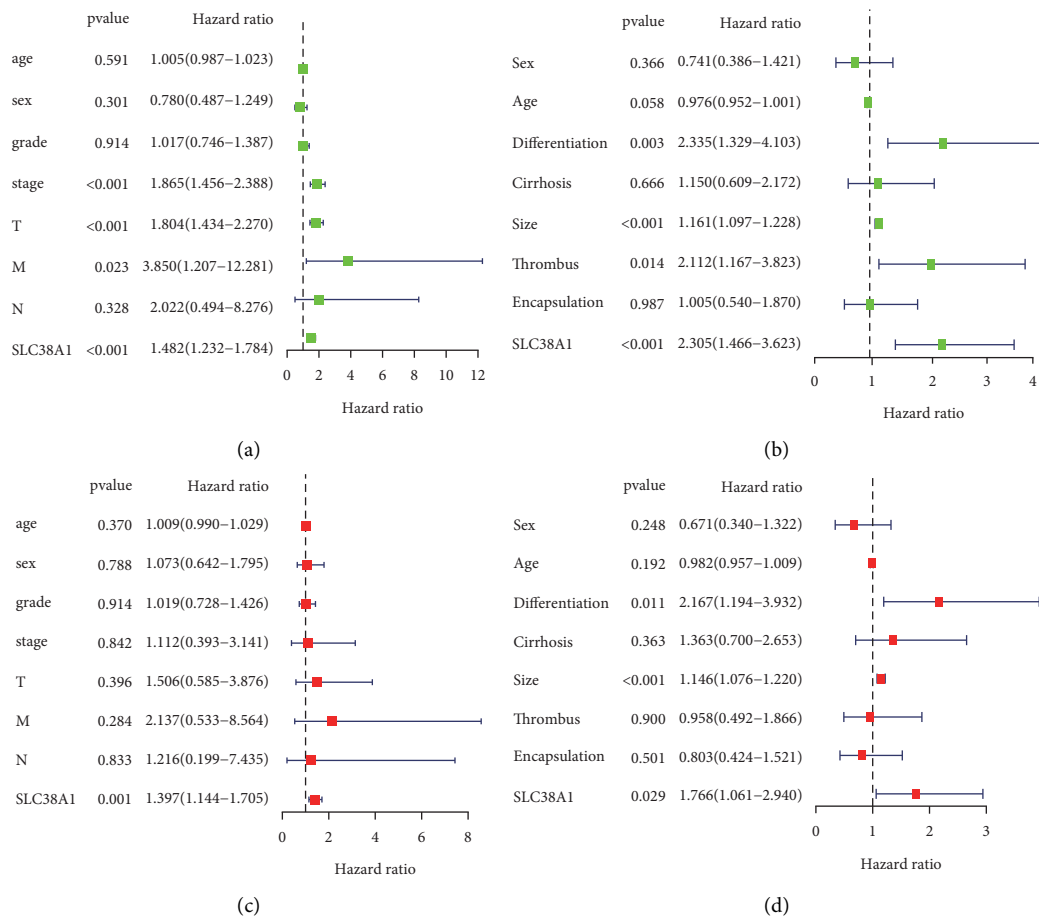 pvalue Hazard ratio
age 0.591 1.005(0.987−1.023)
sex 0.301 0.780(0.487−1.249)
grade 0.914 1.017(0.746−1.387)
stage <0.001 1.865(1.456−2.388)
T <0.001 1.804(1.434−2.270)
M 0.023 3.850(1.207−12.281)
N 0.328 2.022(0.494−8.276)
SLC38A1 <0.001 1.482(1.232−1.784)
0 2 4 6 8 10 12
Hazard ratio
(a)
pvalue Hazard ratio
Sex 0.366 0.741(0.386−1.421)
Age 0.058 0.976(0.952−1.001)
Differentiation 0.003 2.335(1.329−4.103)
Cirrhosis 0.666 1.150(0.609−2.172)
Size <0.001 1.161(1.097−1.228)
Thrombus 0.014 2.112(1.167−3.823)
Encapsulation 0.987 1.005(0.540−1.870)
SLC38A1 <0.001 2.305(1.466−3.623)
0 1 2 3 4
Hazard ratio
(b)
pvalue Hazard ratio
age 0.370 1.009(0.990−1.029)
sex 0.788 1.073(0.642−1.795)
grade 0.914 1.019(0.728−1.426)
stage 0.842 1.112(0.393−3.141)
T 0.396 1.506(0.585−3.876)
M 0.284 2.137(0.533−8.564)
N 0.833 1.216(0.199−7.435)
SLC38A1 0.001 1.397(1.144−1.705)
0 2 4 6 8
Hazard ratio
(c)
pvalue Hazard ratio
Sex 0.248 0.671(0.340−1.322)
Age 0.192 0.982(0.957−1.009)
Differentiation 0.011 2.167(1.194−3.932)
Cirrhosis 0.363 1.363(0.700−2.653)
Size <0.001 1.146(1.076−1.220)
Thrombus 0.900 0.958(0.492−1.866)
Encapsulation 0.501 0.803(0.424−1.521)
SLC38A1 0.029 1.766(1.061−2.940)
0 1 2 3
Hazard ratio
(d)